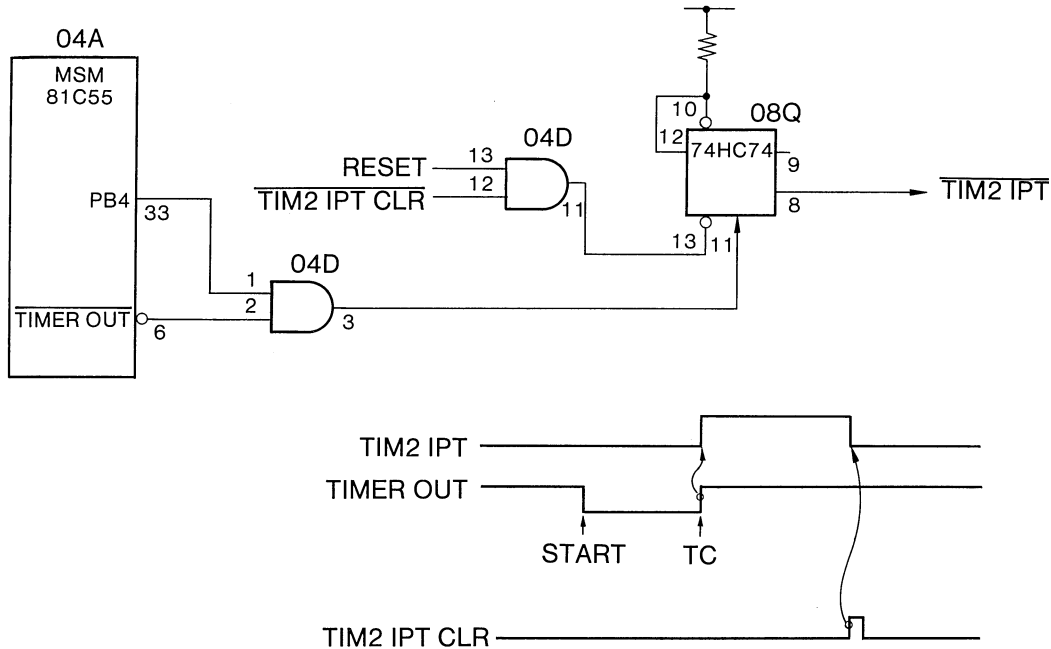 04A
MSM
81C55
PB4
33
TIMER OUT
6
1
2
04D
3
RESET
TIM2 IPT CLR
13
12
04D
11
10
12
08Q
74HC74
9
8
13
11
TIM2 IPT
TIM2 IPT
TIMER OUT
START
TC
TIM2 IPT CLR